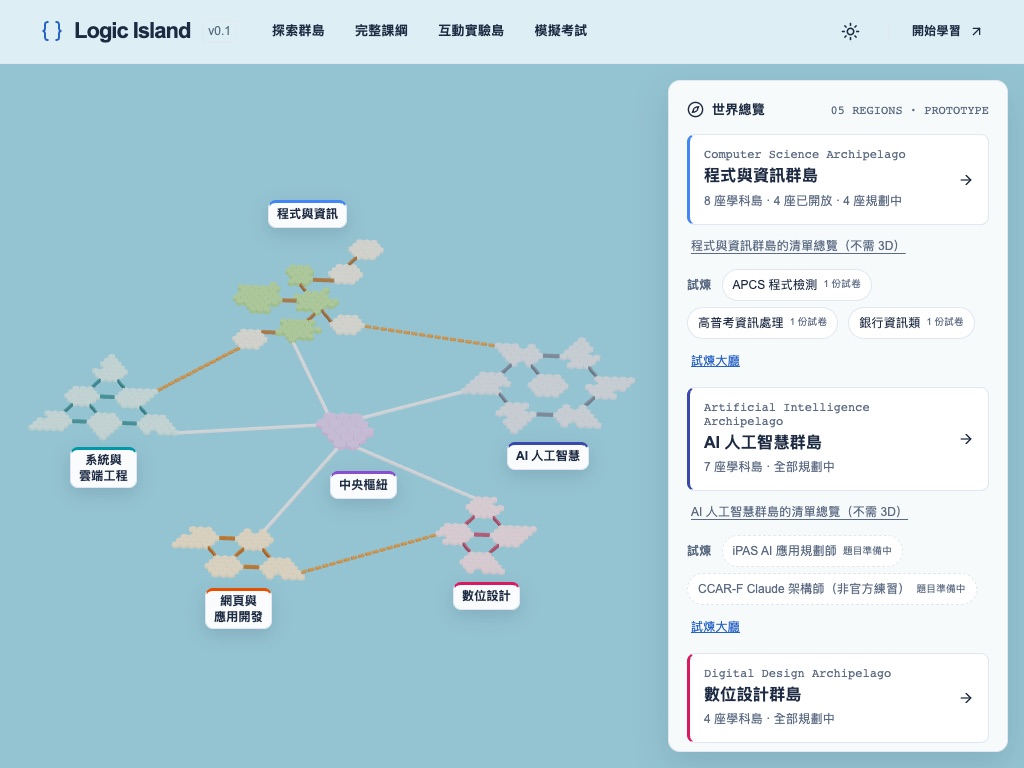 { } Logic Island v0.1 探索群島 完整課綱 互動實驗島 模擬考試 開始學習
世界總覽 05 REGIONS · PROTOTYPE
Computer Science Archipelago
程式與資訊群島
8 座學科島 · 4 座已開放 · 4 座規劃中
程式與資訊群島的清單總覽（不需 3D）
試煉 APCS 程式檢測 1 份試卷
高普考資訊處理 1 份試卷 銀行資訊類 1 份試卷
試煉大廳
Artificial Intelligence
Archipelago
AI 人工智慧群島
7 座學科島 · 全部規劃中
AI 人工智慧群島的清單總覽（不需 3D）
試煉 iPAS AI 應用規劃師 題目準備中
CCAR-F Claude 架構師（非官方練習） 題目準備中
試煉大廳
Digital Design Archipelago
數位設計群島
4 座學科島 · 全部規劃中
程式與資訊
系統與
雲端工程
AI 人工智慧
中央樞紐
網頁與
應用開發
數位設計